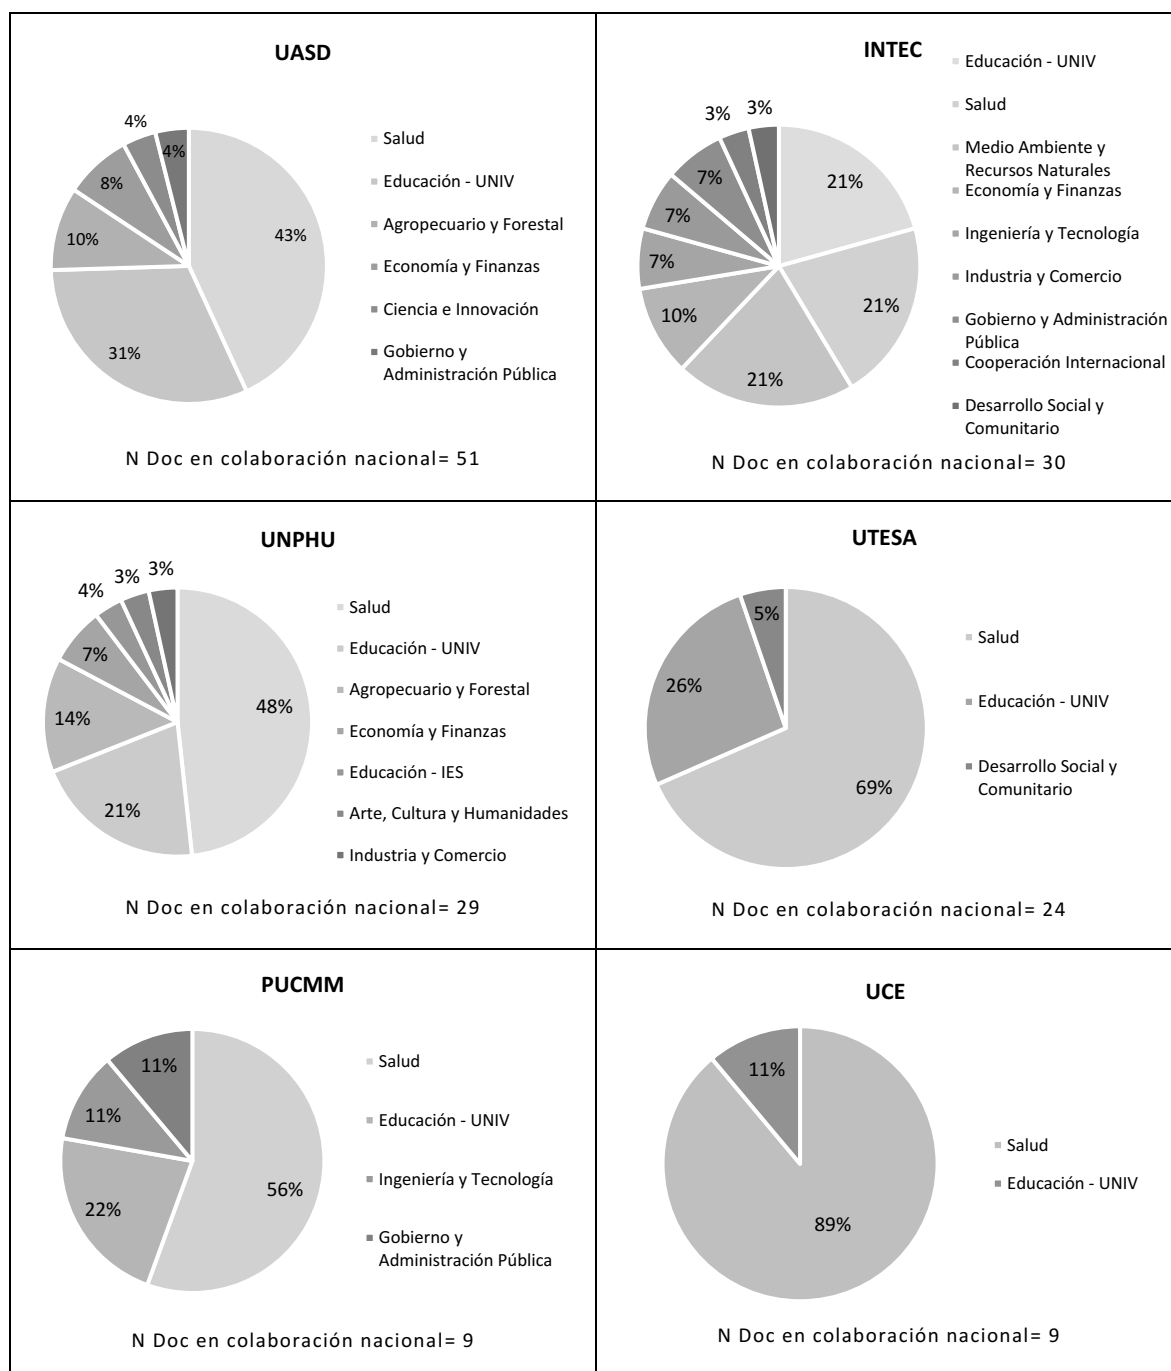 UASD
4%
4%
8%
10%
31%
43%
Salud
Educación - UNIV
Agropecuario y Forestal
Economía y Finanzas
Ciencia e Innovación
Gobierno y
Administración Pública
N Doc en colaboración nacional= 51
INTEC
3%
3%
7%
7%
7%
10%
21%
21%
21%
Educación - UNIV
Salud
Medio Ambiente y
Recursos Naturales
Economía y Finanzas
Ingeniería y Tecnología
Industria y Comercio
Gobierno y Administración
Pública
Cooperación Internacional
Desarrollo Social y
Comunitario
N Doc en colaboración nacional= 30
UNPHU
3%
3%
4%
7%
14%
21%
48%
Salud
Educación - UNIV
Agropecuario y Forestal
Economía y Finanzas
Educación - IES
Arte, Cultura y Humanidades
Industria y Comercio
N Doc en colaboración nacional= 29
UTESA
5%
26%
69%
Salud
Educación - UNIV
Desarrollo Social y
Comunitario
N Doc en colaboración nacional= 24
PUCMM
11%
11%
22%
56%
Salud
Educación - UNIV
Ingeniería y Tecnología
Gobierno y
Administración Pública
N Doc en colaboración nacional= 9
UCE
11%
89%
Salud
Educación - UNIV
N Doc en colaboración nacional= 9